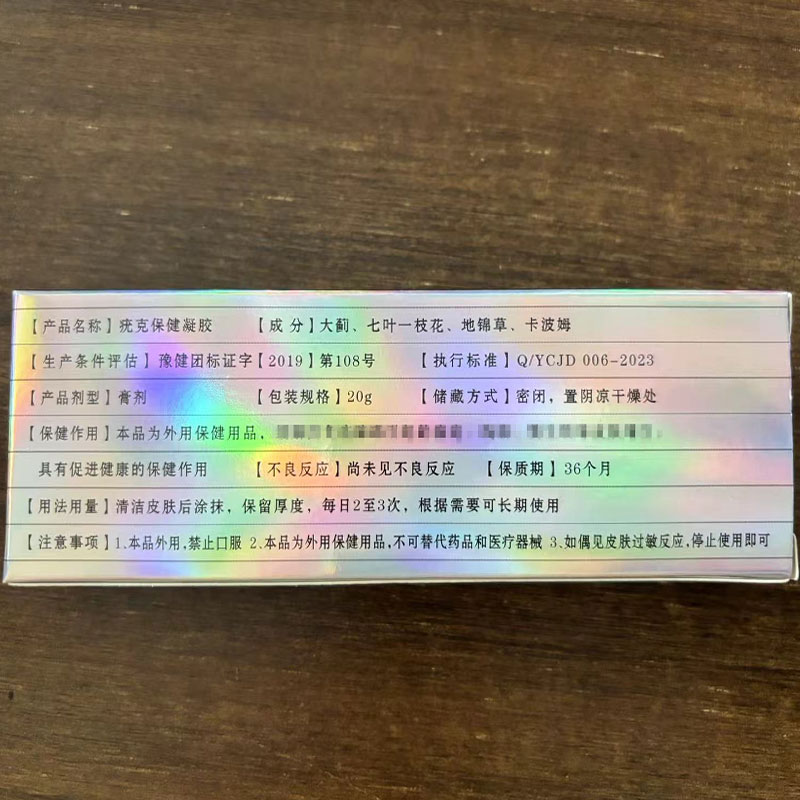 【产品名称】疣克保健凝胶 【成 分】大蓟、七叶一枝花、地锦草、卡波姆
【生产条件评估】豫健团标证字【2019】第108号 【执行标准】Q/YCJD 006-2023
【产品剂型】膏剂 【包装规格】20g 【储藏方式】密闭，置阴凉干燥处
【保健作用】本品为外用保健用品，
具有促进健康的保健作用 【不良反应】尚未见不良反应 【保质期】36个月
【用法用量】清洁皮肤后涂抹，保留厚度，每日2至3次，根据需要可长期使用
【注意事项】1.本品外用,禁止口服 2.本品为外用保健用品,不可替代药品和医疗器械 3.如偶见皮肤过敏反应,停止使用即可